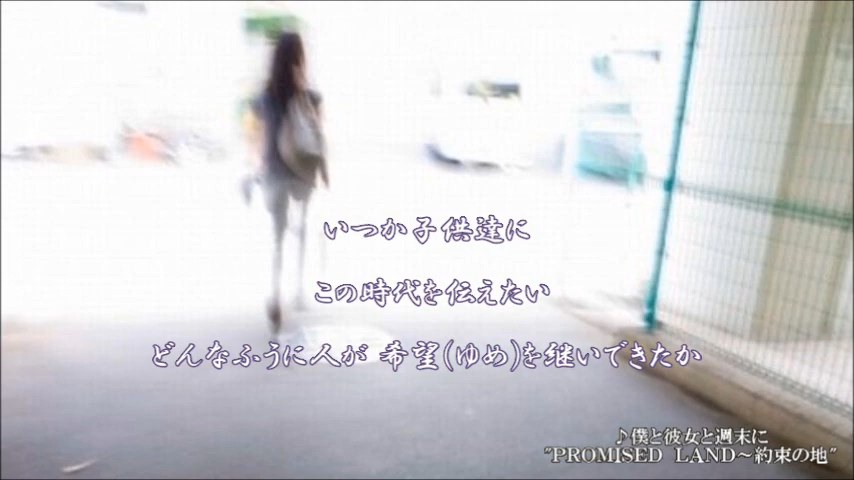 いつか子供達に
この時代を伝えたい
どんなふうに人が 希望(ゆめ)を継いできたか
♪僕と彼女と週末に
"PROMISED LAND～約束の地"